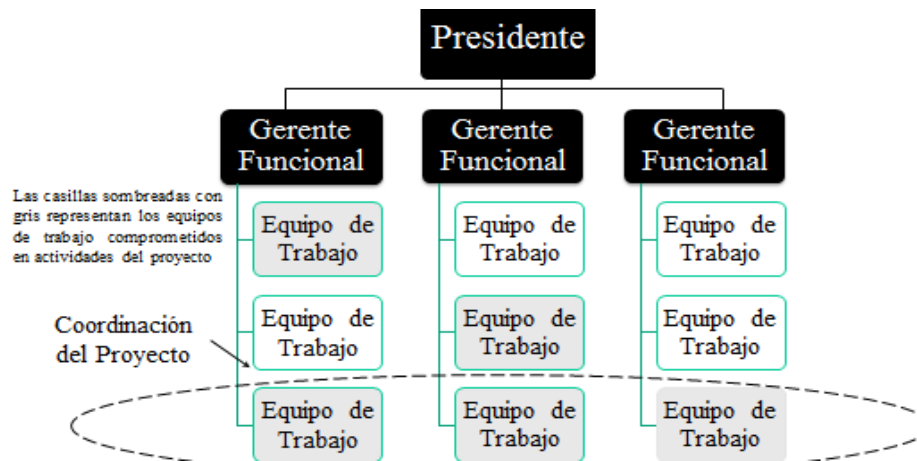 Presidente
Gerente
Funcional
Gerente
Funcional
Gerente
Funcional
Las casillas sombreadas con
gris representan los equipos
de trabajo comprometidos
en actividades del proyecto
Equipo de
Trabajo
Equipo de
Trabajo
Equipo de
Trabajo
Coordinación
del Proyecto
Equipo de
Trabajo
Equipo de
Trabajo
Equipo de
Trabajo
Equipo de
Trabajo
Equipo de
Trabajo
Equipo de
Trabajo